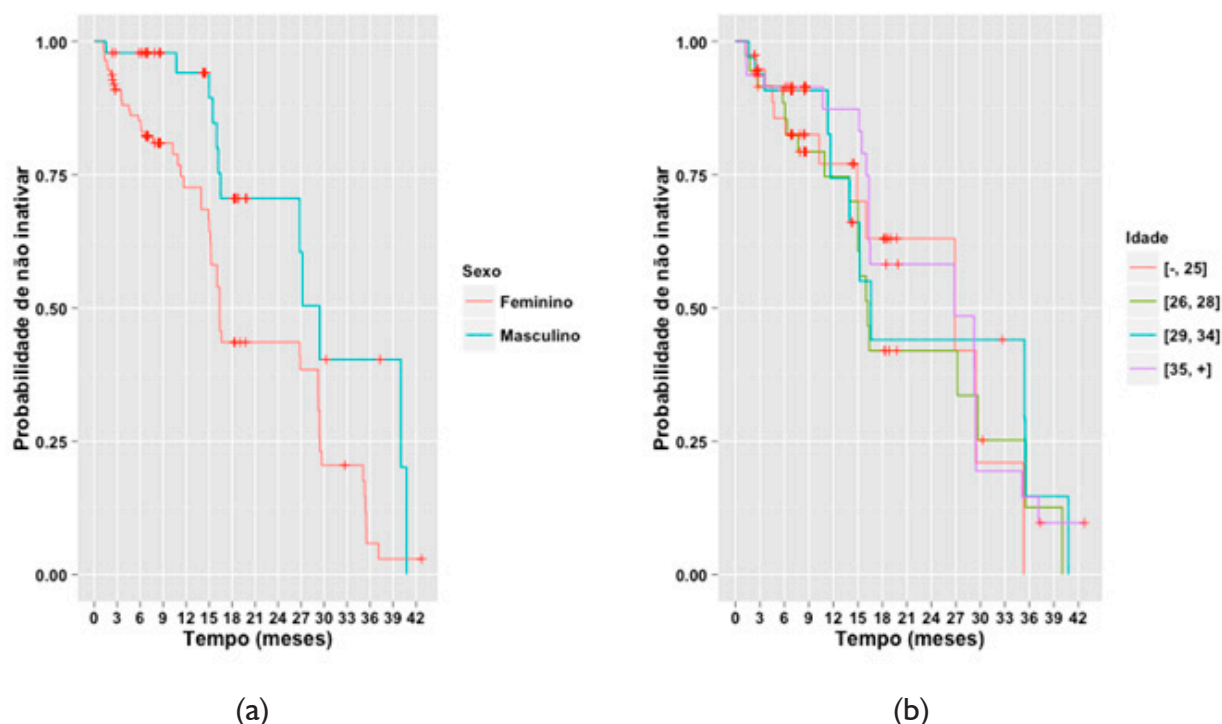 1.00
0.75
0.50
0.25
0.00
Probabilidade de não inativar
0 3 6 9 12 15 18 21 24 27 30 33 36 39 42
Tempo (meses)
Sexo
Feminino
Masculino
(a)
1.00
0.75
0.50
0.25
0.00
Probabilidade de não inativar
0 3 6 9 12 15 18 21 24 27 30 33 36 39 42
Tempo (meses)
Idade
[-, 25]
[26, 28]
[29, 34]
[35, +]
(b)